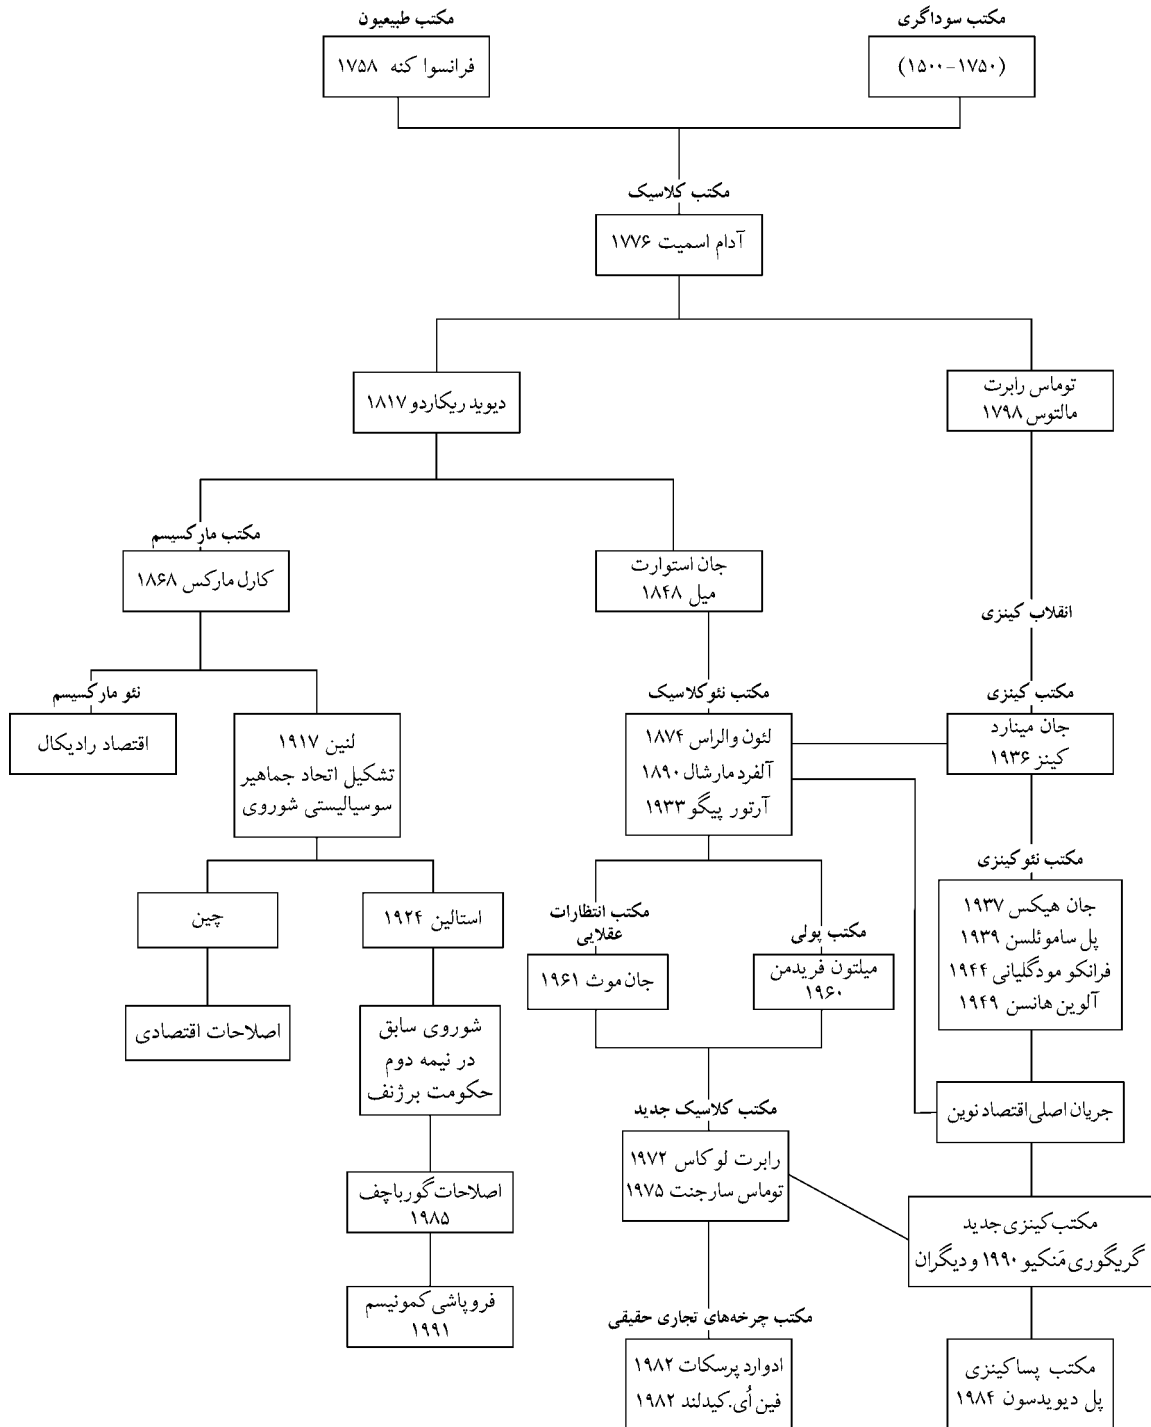 مکتب سوداگری
(۱۵۰۰-۱۷۵۰)
مکتب طبیعیون
فرانسوا کنه ۱۷۵۸
مکتب کلاسیک
آدام اسمیت ۱۷۷۶
توماس رابرت
مالتوس ۱۷۹۸
دیوید ریکاردو ۱۸۱۷
مکتب مارکسیسم
کارل مارکس ۱۸۶۸
جان استوارت
میل ۱۸۴۸
انقلاب کینزی
مکتب کینزی
جان مینارد
کینز ۱۹۳۶
مکتب نئوکلاسیک
لئون والراس ۱۸۷۴
آلفرد مارشال ۱۸۹۰
آرتور پیگو ۱۹۳۳
نئو مارکسیسم
اقتصاد رادیکال
لنین ۱۹۱۷
تشکیل اتحاد جماهیر
سوسیالیستی شوروی
مکتب نئوکینزی
جان هیکس ۱۹۳۷
پل ساموئلسن ۱۹۳۹
فرانکو مودگلیانی ۱۹۴۴
آلوین هانسن ۱۹۴۹
مکتب پولی
میلتون فریدمن
۱۹۶۰
مکتب انتظارات
عقلایی
جان موث ۱۹۶۱
استالین ۱۹۲۴
چین
اصلاحات اقتصادی
شوروی سابق
در نیمه دوم
حکومت برژنف
جریان اصلی اقتصاد نوین
مکتب کلاسیک جدید
رابرت لوکاس ۱۹۷۲
توماس سارجنت ۱۹۷۵
اصلاحات گورباچف
۱۹۸۵
مکتب کینزی جدید
گریگوری مَنکیو ۱۹۹۰ و دیگران
فروپاشی کمونیسم
۱۹۹۱
مکتب چرخه‌های تجاری حقیقی
ادوارد پرسکات ۱۹۸۲
فین اُی. کیدلند ۱۹۸۲
مکتب پساکینزی
پل دیویدسون ۱۹۸۴